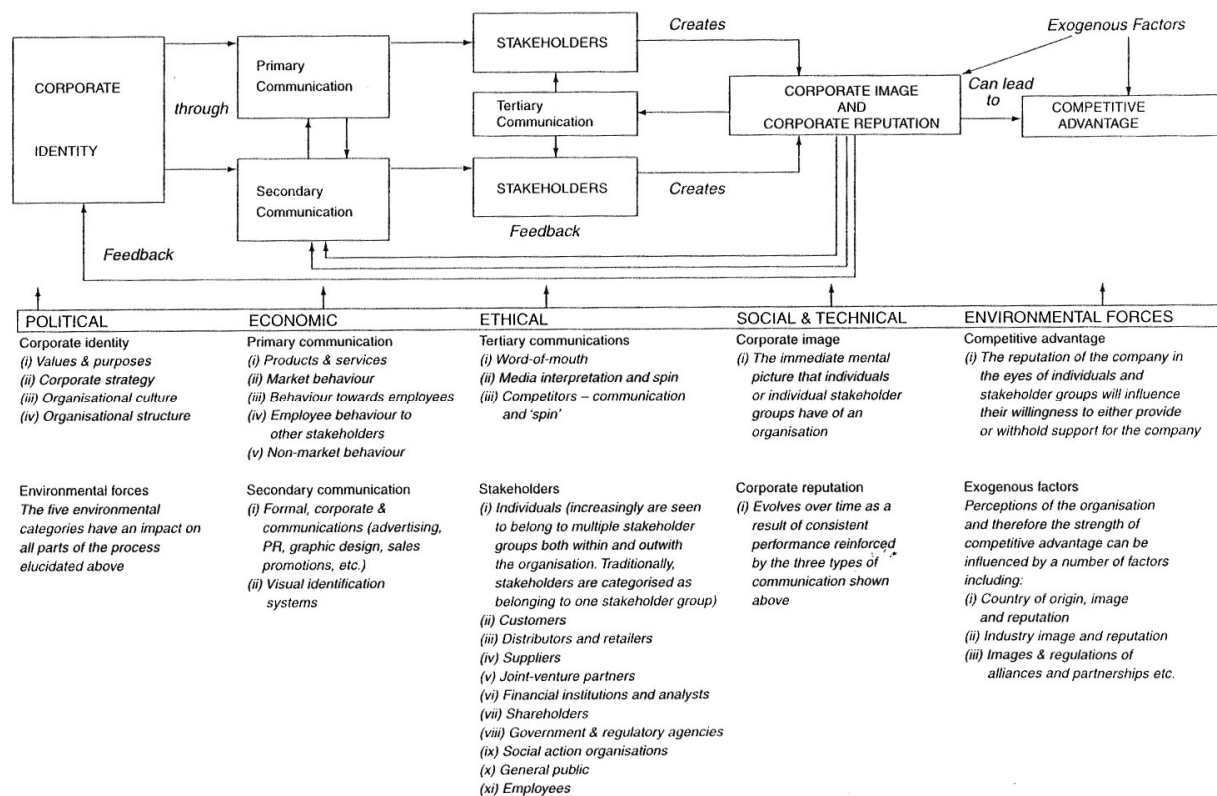 CORPORATE
IDENTITY
through
Primary
Communication
Secondary
Communication
STAKEHOLDERS
Tertiary
Communication
STAKEHOLDERS
Creates
Creates
CORPORATE IMAGE
AND
CORPORATE REPUTATION
Exogenous Factors
Can lead
to
COMPETITIVE
ADVANTAGE
Feedback
Feedback
POLITICAL
ECONOMIC
ETHICAL
SOCIAL & TECHNICAL
ENVIRONMENTAL FORCES
Corporate identity
(i) Values & purposes
(ii) Corporate strategy
(iii) Organisational culture
(iv) Organisational structure
Primary communication
(i) Products & services
(ii) Market behaviour
(iii) Behaviour towards employees
(iv) Employee behaviour to
other stakeholders
(v) Non-market behaviour
Tertiary communications
(i) Word-of-mouth
(ii) Media interpretation and spin
(iii) Competitors – communication
and ‘spin’
Corporate image
(i) The immediate mental
picture that individuals
or individual stakeholder
groups have of an
organisation
Competitive advantage
(i) The reputation of the company in
the eyes of individuals and
stakeholder groups will influence
their willingness to either provide
or withhold support for the company
Environmental forces
The five environmental
categories have an impact on
all parts of the process
elucidated above
Secondary communication
(i) Formal, corporate &
communications (advertising,
PR, graphic design, sales
promotions, etc.)
(ii) Visual identification
systems
Stakeholders
(i) Individuals (increasingly are seen
to belong to multiple stakeholder
groups both within and outwith
the organisation. Traditionally,
stakeholders are categorised as
belonging to one stakeholder group)
(ii) Customers
(iii) Distributors and retailers
(iv) Suppliers
(v) Joint-venture partners
(vi) Financial institutions and analysts
(vii) Shareholders
(viii) Government & regulatory agencies
(ix) Social action organisations
(x) General public
(xi) Employees
Corporate reputation
(i) Evolves over time as a
result of consistent
performance reinforced
by the three types of
communication shown
above
Exogenous factors
Perceptions of the organisation
and therefore the strength of
competitive advantage can be
influenced by a number of factors
including:
(i) Country of origin, image
and reputation
(ii) Industry image and reputation
(iii) Images & regulations of
alliances and partnerships etc.